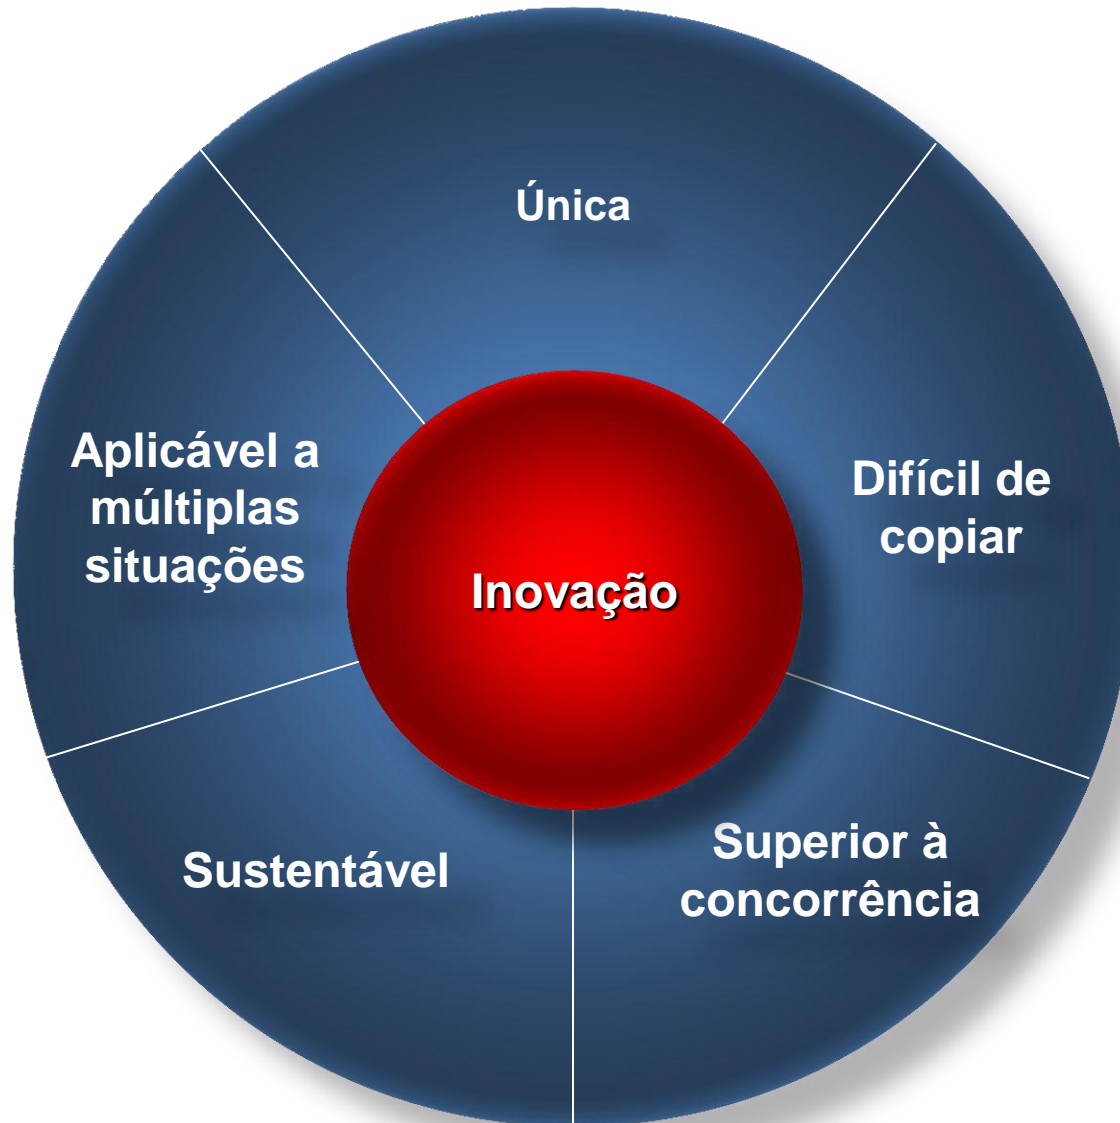 Única
Difícil de
copiar
Superior à
concorrência
Sustentável
Aplicável a
múltiplas
situações
Inovação